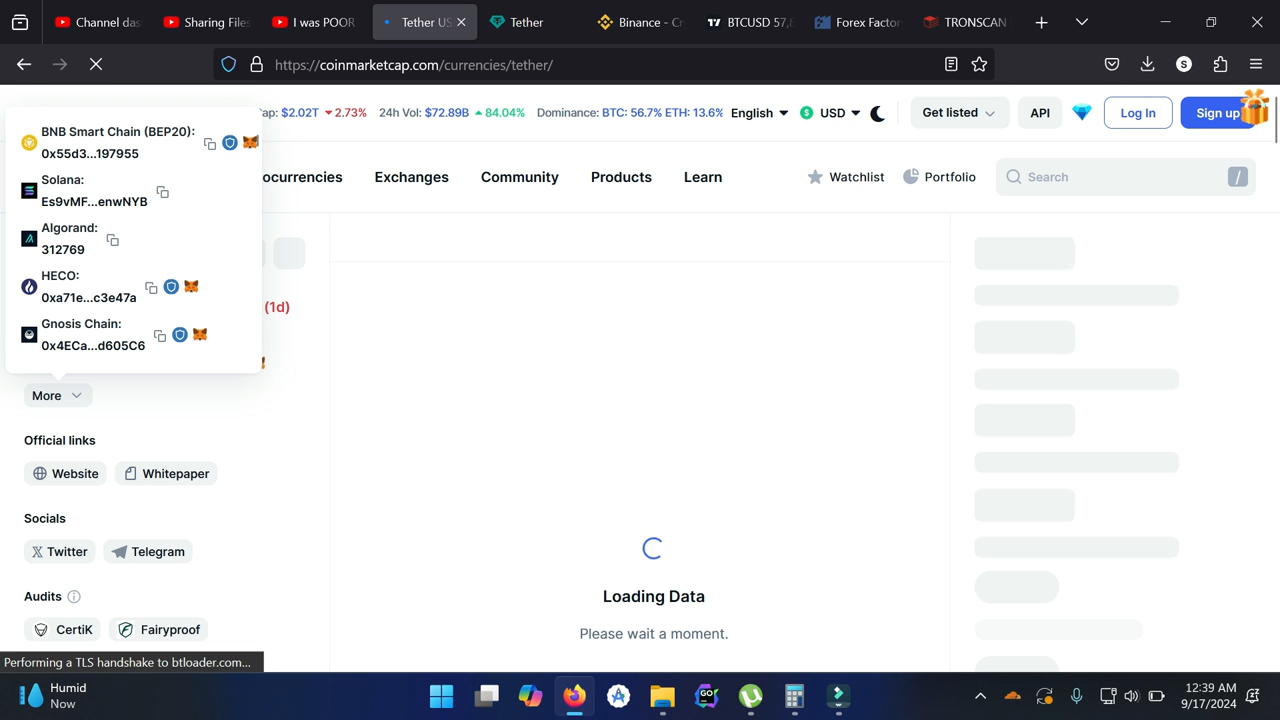 Channel das
Sharing Files
I was POOR
Tether US
Tether
Binance - Cr
BTCUSD 57,8
Forex Factor
TRONSCAN
https://coinmarketcap.com/currencies/tether/
Cap: $2.02T 2.73% 24h Vol: $72.89B 84.04% Dominance: BTC: 56.7% ETH: 13.6% English USD Get listed API Log In Sign up
Exchanges Community Products Learn Watchlist Portfolio Search /
BNB Smart Chain (BEP20):
0x55d3...197955
Solana:
Es9vMF...enwNYB
Algorand:
312769
HECO:
0xa71e...c3e47a
Gnosis Chain:
0x4ECa...d605C6
(1d)
More
Official links
Website Whitepaper
Socials
Twitter Telegram
Audits
CertiK Fairyproof
Loading Data
Please wait a moment.
Performing a TLS handshake to btloader.com...
Humid
Now
12:39 AM
9/17/2024